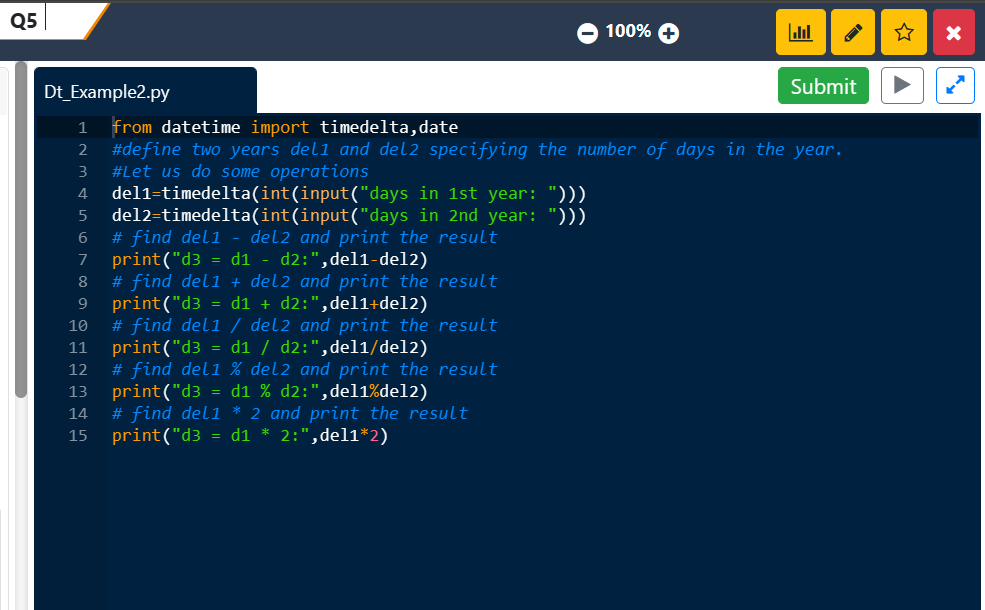 Q5
100%
Dt_Example2.py
Submit
1 from datetime import timedelta,date
2 #define two years del1 and del2 specifying the number of days in the year.
3 #Let us do some operations
4 del1=timedelta(int(input("days in 1st year: ")))
5 del2=timedelta(int(input("days in 2nd year: ")))
6 # find del1 - del2 and print the result
7 print("d3 = d1 - d2:",del1-del2)
8 # find del1 + del2 and print the result
9 print("d3 = d1 + d2:",del1+del2)
10 # find del1 / del2 and print the result
11 print("d3 = d1 / d2:",del1/del2)
12 # find del1 % del2 and print the result
13 print("d3 = d1 % d2:",del1%del2)
14 # find del1 * 2 and print the result
15 print("d3 = d1 * 2:",del1*2)